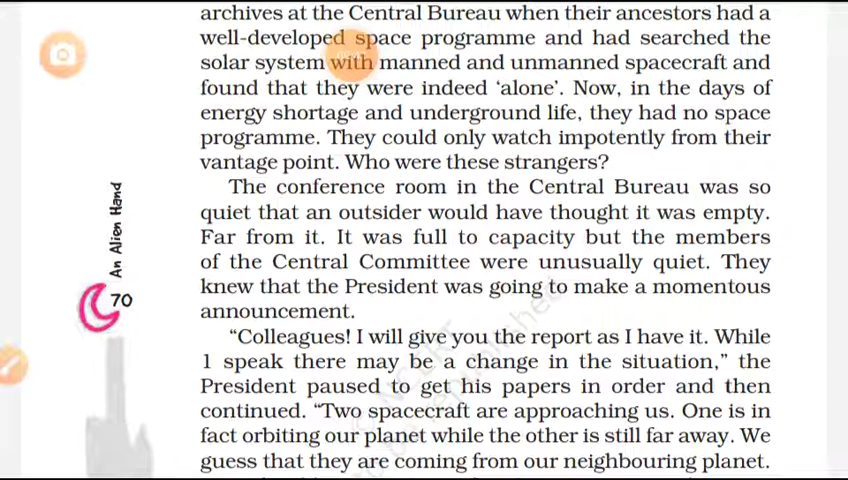 archives at the Central Bureau when their ancestors had a
well-developed space programme and had searched the
solar system with manned and unmanned spacecraft and
found that they were indeed ‘alone’. Now, in the days of
energy shortage and underground life, they had no space
programme. They could only watch impotently from their
vantage point. Who were these strangers?
The conference room in the Central Bureau was so
quiet that an outsider would have thought it was empty.
Far from it. It was full to capacity but the members
of the Central Committee were unusually quiet. They
knew that the President was going to make a momentous
announcement.
“Colleagues! I will give you the report as I have it. While
1 speak there may be a change in the situation,” the
President paused to get his papers in order and then
continued. “Two spacecraft are approaching us. One is in
fact orbiting our planet while the other is still far away. We
guess that they are coming from our neighbouring planet.
An Alien Hand
70
© NCERT
republished